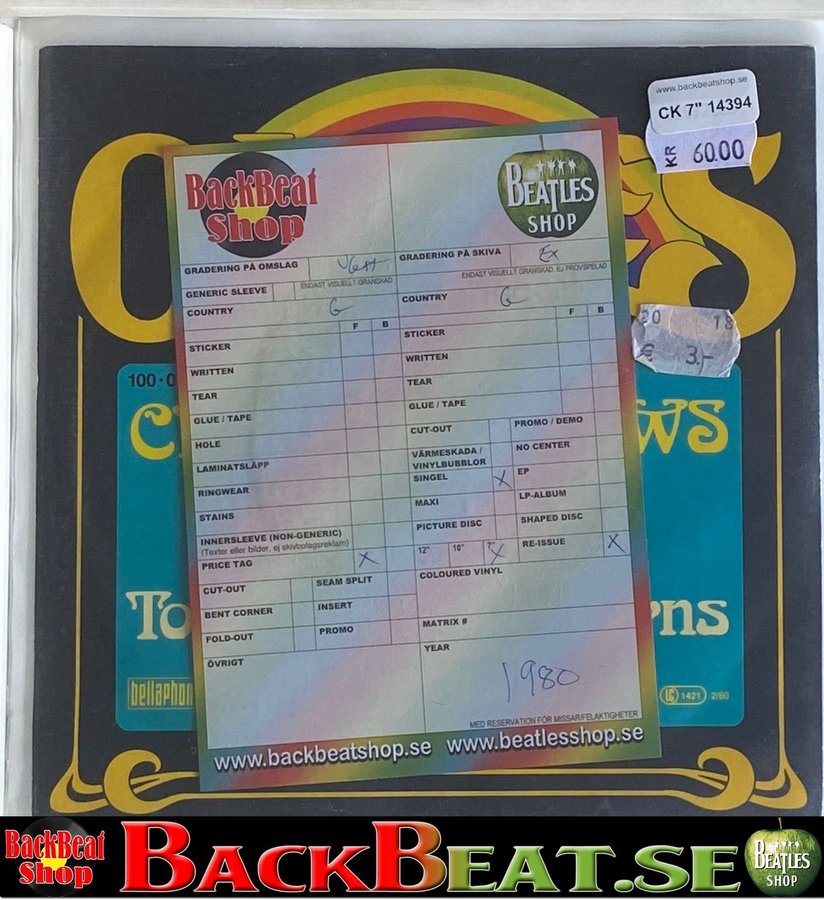 www.backbeatshop.se
CK 7" 14394
KR 60.00
BackBeat Shop
BEATLES SHOP
GRADERING PÅ OMSLAG
GRADERING PÅ SKIVA Ex
ENDAST VISUELLT GRANSKAD
ENDAST VISUELLT GRANSKAD, EJ PROVSPELAD
GENERIC SLEEVE
COUNTRY G
COUNTRY G
F B
F B
STICKER
STICKER
WRITTEN
WRITTEN
TEAR
TEAR
GLUE / TAPE
GLUE / TAPE
HOLE
CUT-OUT
PROMO / DEMO
LAMINATSLÄPP
VÄRMESKADA / VINYLBUBBLOR
NO CENTER
RINGWEAR
SINGEL X
EP
STAINS
MAXI
LP-ALBUM
INNERSLEEVE (NON-GENERIC)
(Texter eller bilder, ej skivbolagsreklam)
PICTURE DISC
SHAPED DISC
PRICE TAG X
12" 10" 7" X
RE-ISSUE X
CUT-OUT
SEAM SPLIT
COLOURED VINYL
BENT CORNER
INSERT
FOLD-OUT
PROMO
MATRIX #
ÖVRIGT
YEAR
1980
MED RESERVATION FÖR MISSAR/FELAKTIGHETER
www.backbeatshop.se www.beatlesshop.se
20 18
€ 3.-
100·0
WS
To
rns
bellaphon
LC 1421 2/80
BackBeat Shop
BACKBEAT.SE
BEATLES SHOP